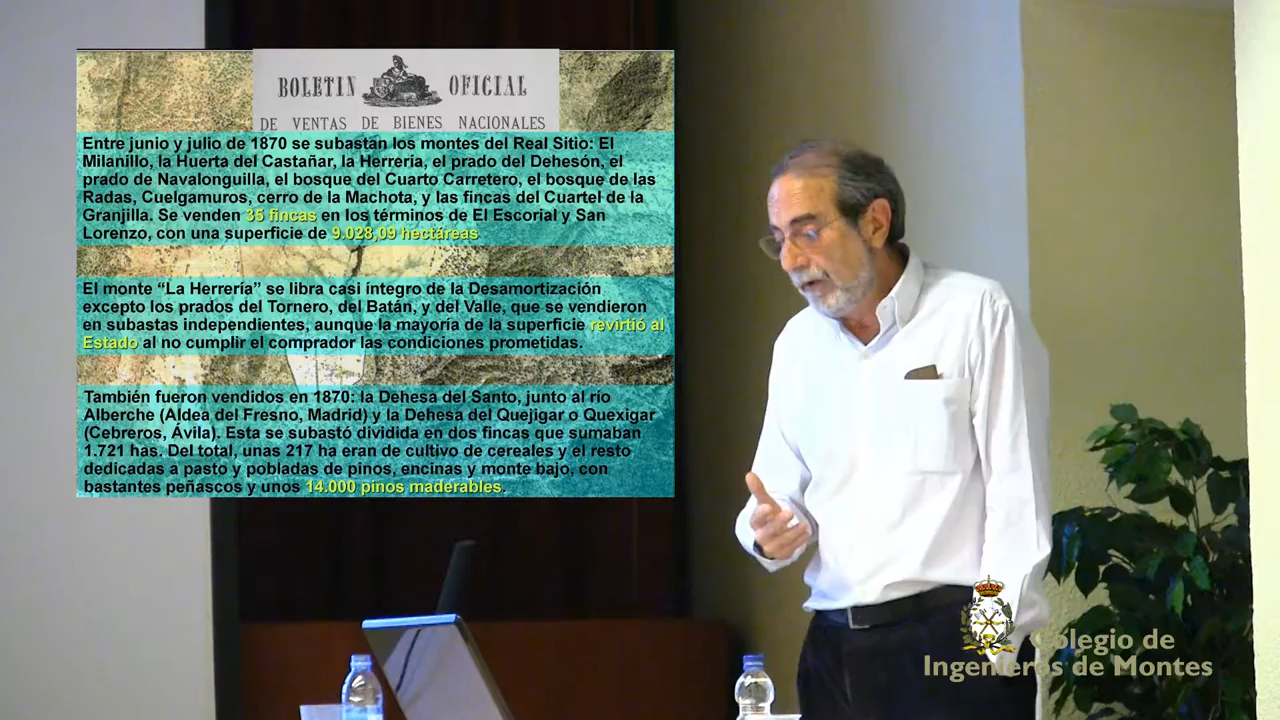 BOLETIN OFICIAL
DE VENTAS DE BIENES NACIONALES
Entre junio y julio de 1870 se subastan los montes del Real Sitio: El
Milanillo, la Huerta del Castañar, la Herrería, el prado del Dehesón, el
prado de Navalonguilla, el bosque del Cuarto Carretero, el bosque de las
Radas, Cuelgamuros, cerro de la Machota, y las fincas del Cuartel de la
Granjilla. Se venden 35 fincas en los términos de El Escorial y San
Lorenzo, con una superficie de 9.028,09 hectáreas
El monte “La Herrería” se libra casi íntegro de la Desamortización
excepto los prados del Tornero, del Batán, y del Valle, que se vendieron
en subastas independientes, aunque la mayoría de la superficie revirtió al
Estado al no cumplir el comprador las condiciones prometidas.
También fueron vendidos en 1870: la Dehesa del Santo, junto al río
Alberche (Aldea del Fresno, Madrid) y la Dehesa del Quejigar o Quexigar
(Cebreros, Ávila). Esta se subastó dividida en dos fincas que sumaban
1.721 has. Del total, unas 217 ha eran de cultivo de cereales y el resto
dedicadas a pasto y pobladas de pinos, encinas y monte bajo, con
bastantes peñascos y unos 14.000 pinos maderables.
Colegio de
Ingenieros de Montes